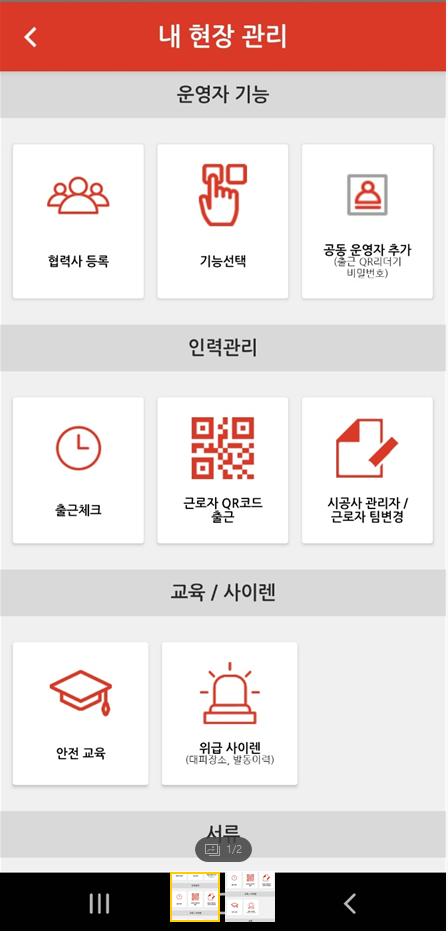 내 현장 관리
운영자 기능
협력사 등록
기능선택
공동 운영자 추가
(출근 QR리더기
비밀번호)
인력관리
출근체크
근로자 QR코드
출근
시공사 관리자 /
근로자 팀변경
교육 / 사이렌
안전 교육
위급 사이렌
(대피장소, 발동이력)
서류
1/2